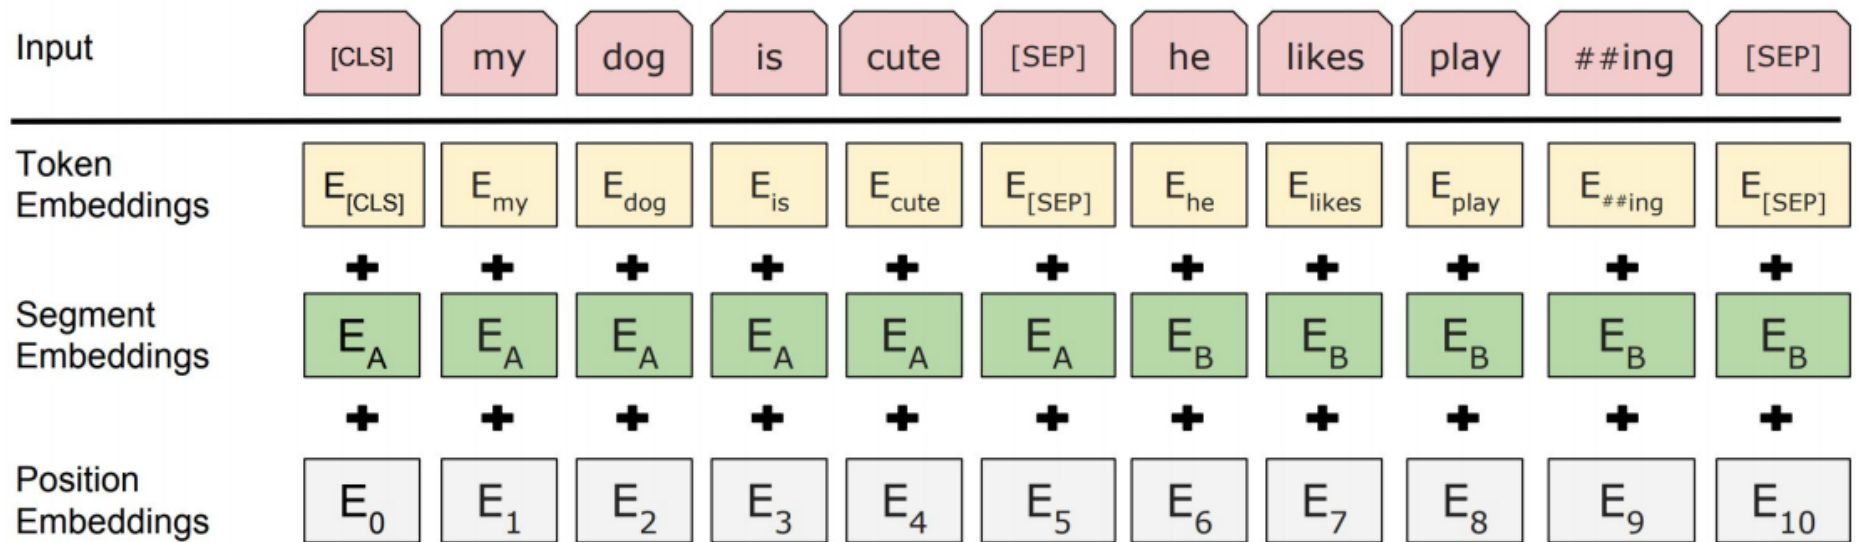 Input [CLS] my dog is cute [SEP] he likes play ##ing [SEP]
Token Embeddings E[CLS] Emy Edog Eis Ecute E[SEP] Ehe Elikes Eplay E##ing E[SEP]
+ + + + + + + + + + +
Segment Embeddings EA EA EA EA EA EA EB EB EB EB EB
+ + + + + + + + + + +
Position Embeddings E0 E1 E2 E3 E4 E5 E6 E7 E8 E9 E10